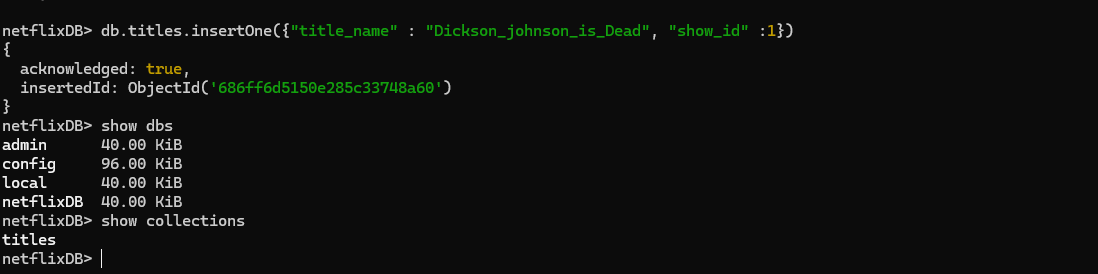 netflixDB> db.titles.insertOne({"title_name" : "Dickson_johnson_is_Dead", "show_id" :1})
{
  acknowledged: true,
  insertedId: ObjectId('686ff6d5150e285c33748a60')
}
netflixDB> show dbs
admin      40.00 KiB
config     96.00 KiB
local      40.00 KiB
netflixDB  40.00 KiB
netflixDB> show collections
titles
netflixDB>